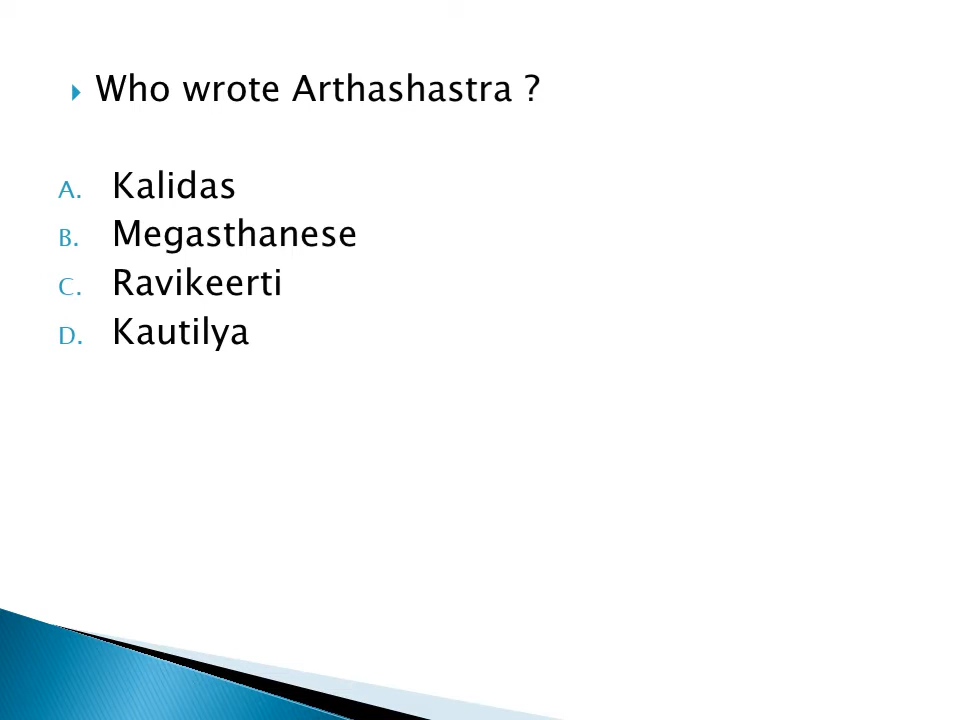 Who wrote Arthashastra ?
A. Kalidas
B. Megasthanese
C. Ravikeerti
D. Kautilya